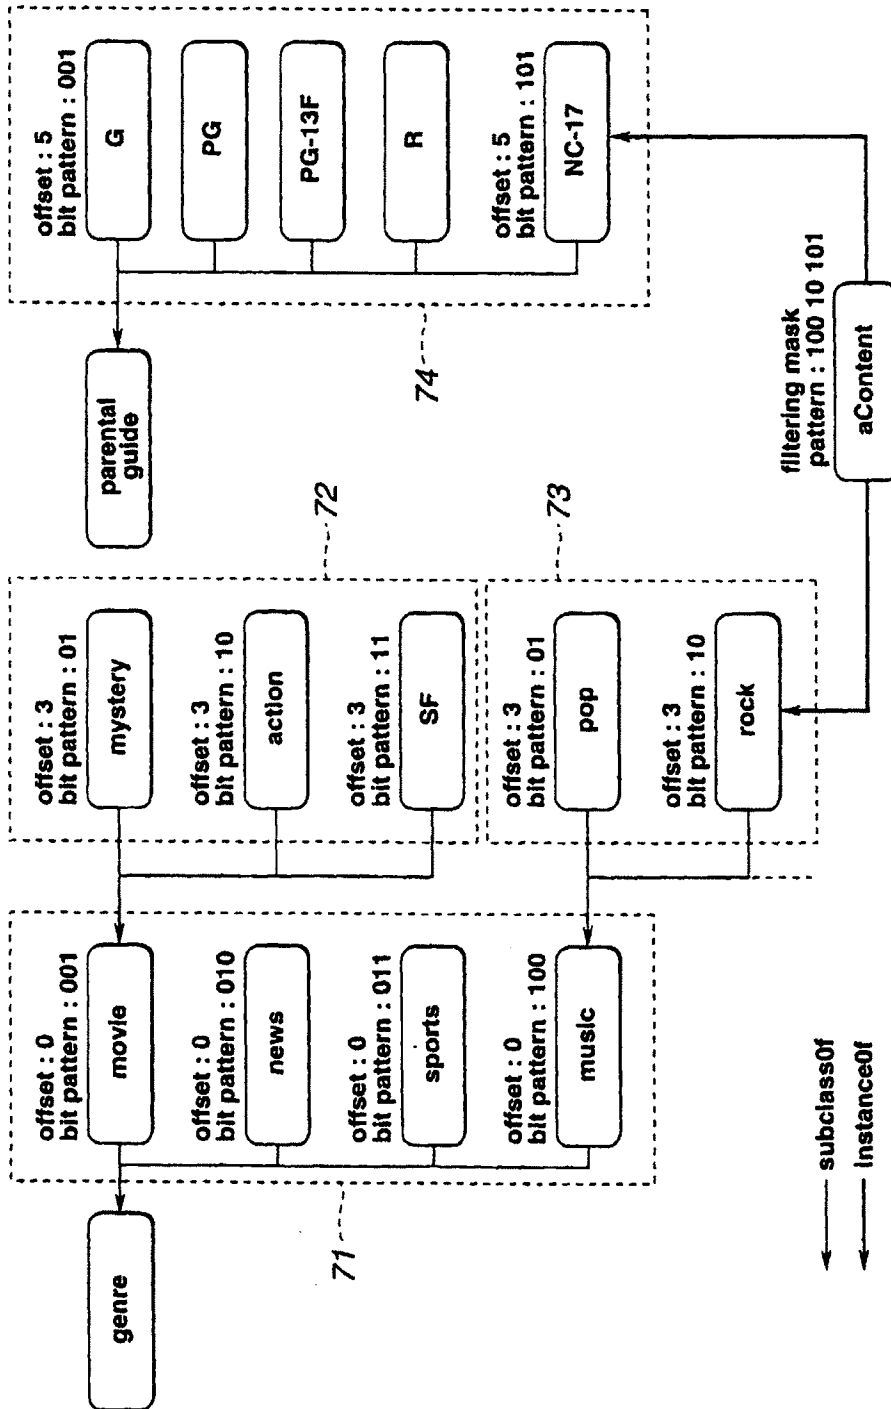 genre
71
offset : 0
bit pattern : 001
movie
offset : 0
bit pattern : 010
news
offset : 0
bit pattern : 011
sports
offset : 0
bit pattern : 100
music
72
offset : 3
bit pattern : 01
mystery
offset : 3
bit pattern : 10
action
offset : 3
bit pattern : 11
SF
73
offset : 3
bit pattern : 01
pop
offset : 3
bit pattern : 10
rock
parental
guide
74
offset : 5
bit pattern : 001
G
PG
PG-13F
R
offset : 5
bit pattern : 101
NC-17
filtering mask
pattern : 100 10 101
aContent
subclass0f
Instance0f